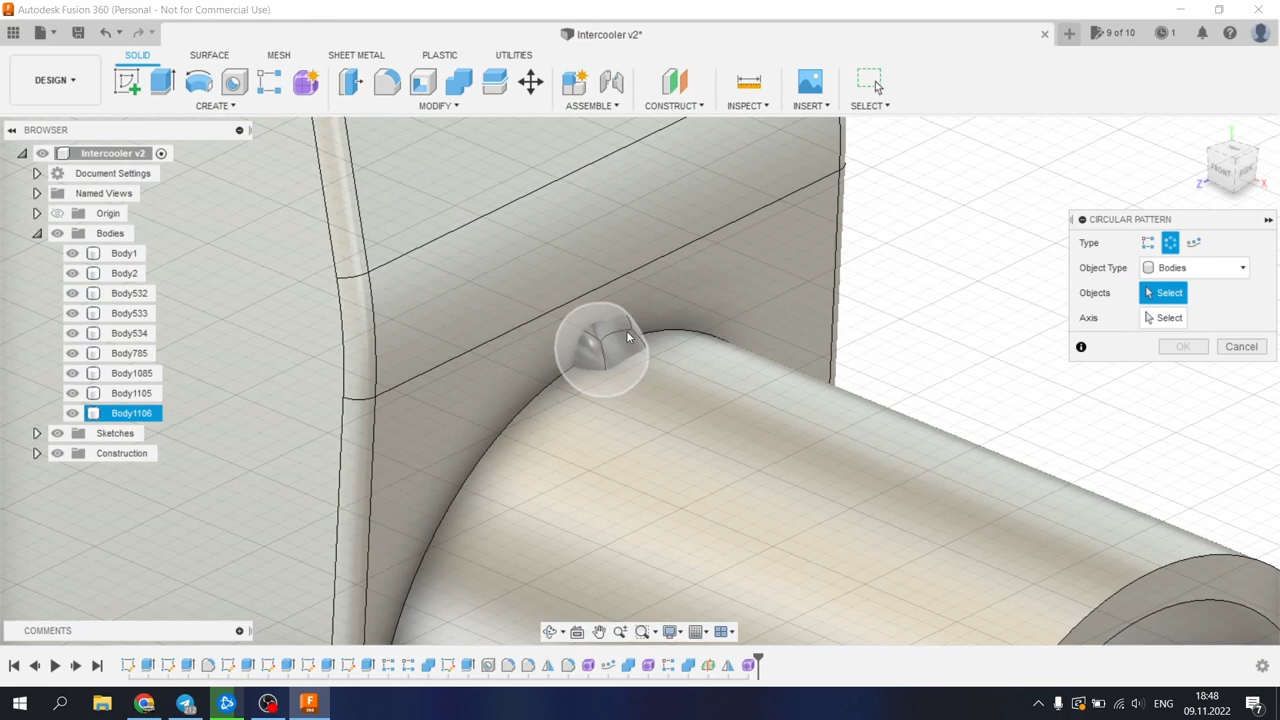 Autodesk Fusion 360 (Personal - Not for Commercial Use)
Intercooler v2*
9 of 10
1
DESIGN
SOLID
SURFACE
MESH
SHEET METAL
PLASTIC
UTILITIES
CREATE
MODIFY
ASSEMBLE
CONSTRUCT
INSPECT
INSERT
SELECT
BROWSER
Intercooler v2
Document Settings
Named Views
Origin
Bodies
Body1
Body2
Body532
Body533
Body534
Body785
Body1085
Body1105
Body1106
Sketches
Construction
FRONT
Z
X
CIRCULAR PATTERN
Type
Object Type
Bodies
Objects
Select
Axis
Select
OK
Cancel
COMMENTS
ENG
18:48
09.11.2022
7